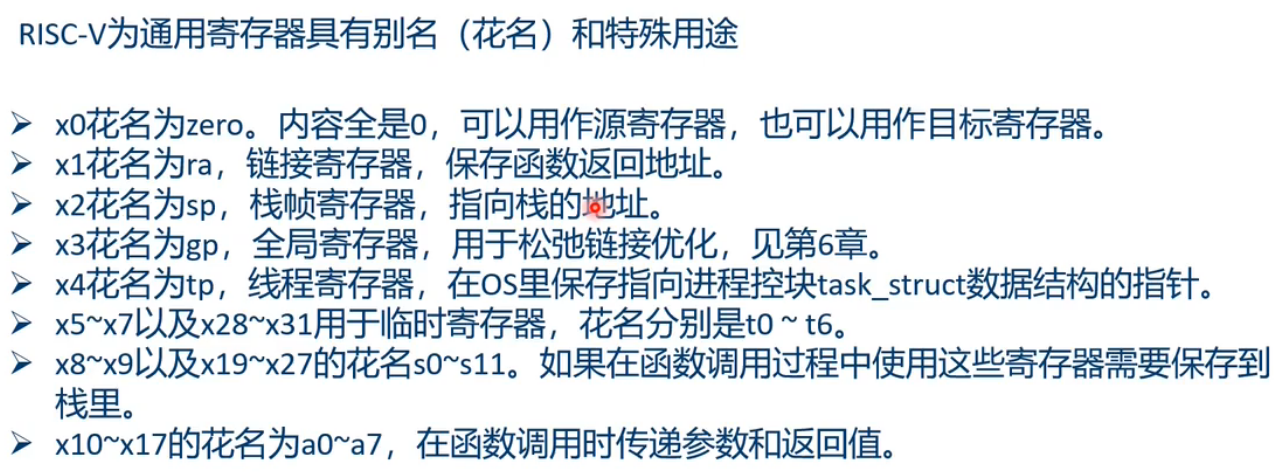 RISC-V为通用寄存器具有别名（花名）和特殊用途
➢ x0花名为zero。内容全是0，可以用作源寄存器，也可以用作目标寄存器。
➢ x1花名为ra，链接寄存器，保存函数返回地址。
➢ x2花名为sp，栈帧寄存器，指向栈的地址。
➢ x3花名为gp，全局寄存器，用于松弛链接优化，见第6章。
➢ x4花名为tp，线程寄存器，在OS里保存指向进程控块task_struct数据结构的指针。
➢ x5~x7以及x28~x31用于临时寄存器，花名分别是t0 ~ t6。
➢ x8~x9以及x19~x27的花名s0~s11。如果在函数调用过程中使用这些寄存器需要保存到
栈里。
➢ x10~x17的花名为a0~a7，在函数调用时传递参数和返回值。